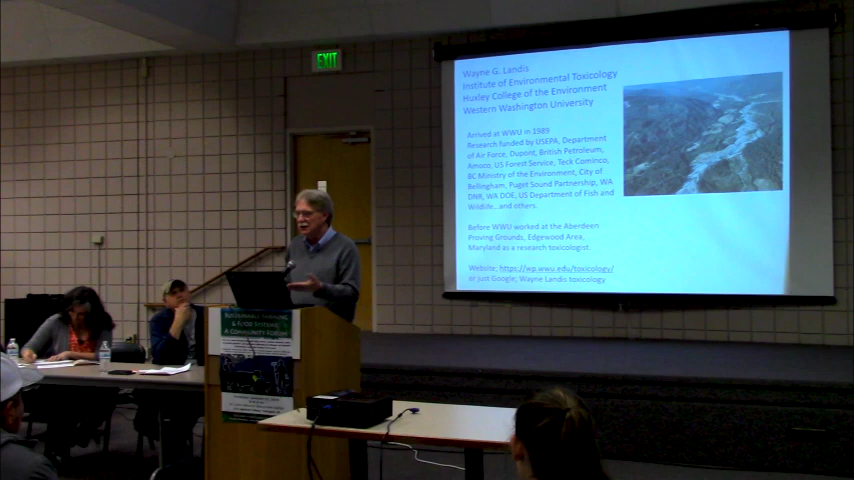 EXIT
Wayne G. Landis
Institute of Environmental Toxicology
Huxley College of the Environment
Western Washington University
Arrived at WWU in 1989
Research funded by USEPA, Department
of Air Force, Dupont, British Petroleum,
Amoco, US Forest Service, Teck Cominco,
BC Ministry of the Environment, City of
Bellingham, Puget Sound Partnership, WA
DNR, WA DOE, US Department of Fish and
Wildlife...and others.
Before WWU worked at the Aberdeen
Proving Grounds, Edgewood Area,
Maryland as a research toxicologist
Website: https://wp.wwu.edu/toxicology/
or just Google; Wayne Landis toxicology
Sustainable Farming
& Food Systems:
A Community Forum